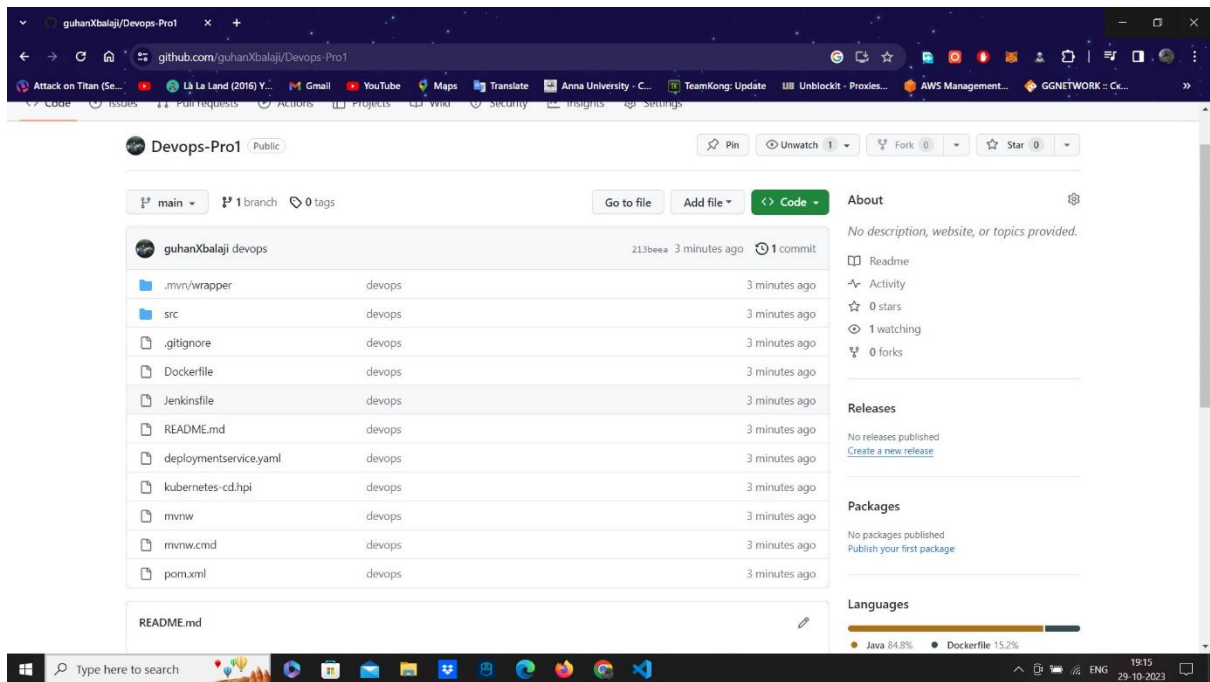 guhanXbalaji/Devops-Pro1
github.com/guhanXbalaji/Devops-Pro1
Attack on Titan (Se... Là La Land (2016) Y... Gmail YouTube Maps Translate Anna University - C... TeamKong: Update Unblockit - Proxies... AWS Management... GGNETWORK :: Ск... »
Code Issues Pull requests Actions Projects Wiki Security Insights Settings
Devops-Pro1 Public Pin Unwatch 1 Fork 0 Star 0
main 1 branch 0 tags Go to file Add file Code
guhanXbalaji devops 213beea 3 minutes ago 1 commit
.mvn/wrapper devops 3 minutes ago
src devops 3 minutes ago
.gitignore devops 3 minutes ago
Dockerfile devops 3 minutes ago
Jenkinsfile devops 3 minutes ago
README.md devops 3 minutes ago
deploymentservice.yaml devops 3 minutes ago
kubernetes-cd.hpi devops 3 minutes ago
mvnw devops 3 minutes ago
mvnw.cmd devops 3 minutes ago
pom.xml devops 3 minutes ago
README.md
About
No description, website, or topics provided.
Readme
Activity
0 stars
1 watching
0 forks
Releases
No releases published
Create a new release
Packages
No packages published
Publish your first package
Languages
Java 84.8% Dockerfile 15.2%
Type here to search
ENG
19:15
29-10-2023